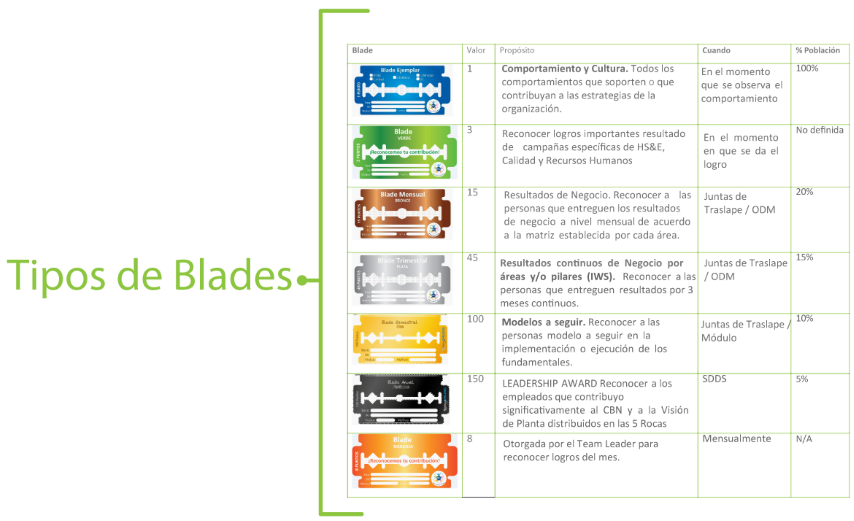 Tipos de Blades
Blade Valor Propósito Cuando % Población
Blade Ejemplar
1
Comportamiento y Cultura. Todos los
comportamientos que soporten o que
contribuyan a las estrategias de la
organización.
En el momento
que se observa el
comportamiento
100%
Blade
VERDE
¡Reconocemos tu contribución!
3
Reconocer logros importantes resultado
de campañas específicas de HS&E,
Calidad y Recursos Humanos
En el momento
en que se da el
logro
No definida
Blade Mensual
BRONCE
15
Resultados de Negocio. Reconocer a las
personas que entreguen los resultados
de negocio a nivel mensual de acuerdo
a la matriz establecida por cada área.
Juntas de
Traslape / ODM
20%
Blade Trimestral
PLATA
45
Resultados continuos de Negocio por
áreas y/o pilares (IWS). Reconocer a las
personas que entreguen resultados por 3
meses continuos.
Juntas de Traslape
/ ODM
15%
Blade Semestral
ORO
100
Modelos a seguir. Reconocer a las
personas modelo a seguir en la
implementación o ejecución de los
fundamentales.
Juntas de Traslape /
Módulo
10%
Blade Anual
150
LEADERSHIP AWARD Reconocer a los
empleados que contribuyo
significativamente al CBN y a la Visión
de Planta distribuidos en las 5 Rocas
SDDS
5%
Blade
¡Reconocemos tu contribución!
8
Otorgada por el Team Leader para
reconocer logros del mes.
Mensualmente
N/A